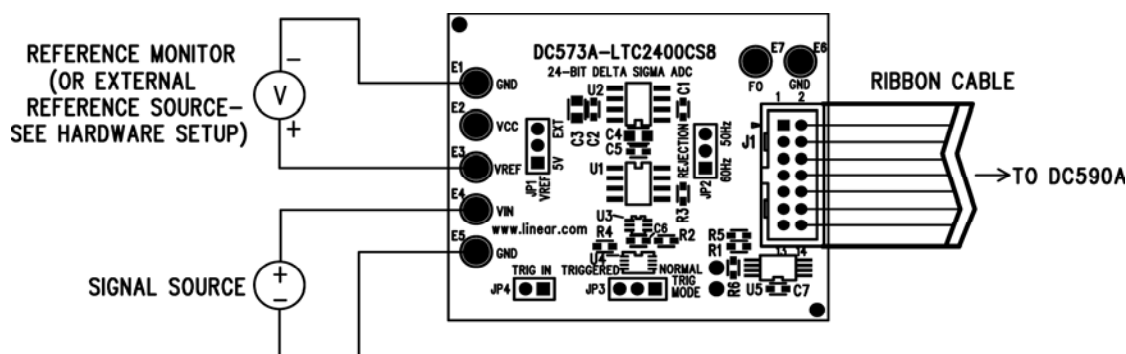 REFERENCE MONITOR
(OR EXTERNAL
REFERENCE SOURCE-
SEE HARDWARE SETUP)
−
V
+
SIGNAL SOURCE
+
−
DC573A-LTC2400CS8
24-BIT DELTA SIGMA ADC
E1
GND
E2
VCC
E3
VREF
E4
VIN
E5
GND
www.linear.com
EXT
5V
JP1
VREF
U2
C1
C3
C2
C4
C5
U1
REJECTION
50Hz
60Hz
JP2
R3
U3
C6
R4
R2
U4
TRIG IN
JP4
TRIGGERED
NORMAL
JP3
TRIG
MODE
R5
R1
R6
U5
C7
E7
FO
E6
GND
1 2
J1
13 14
RIBBON CABLE
TO DC590A